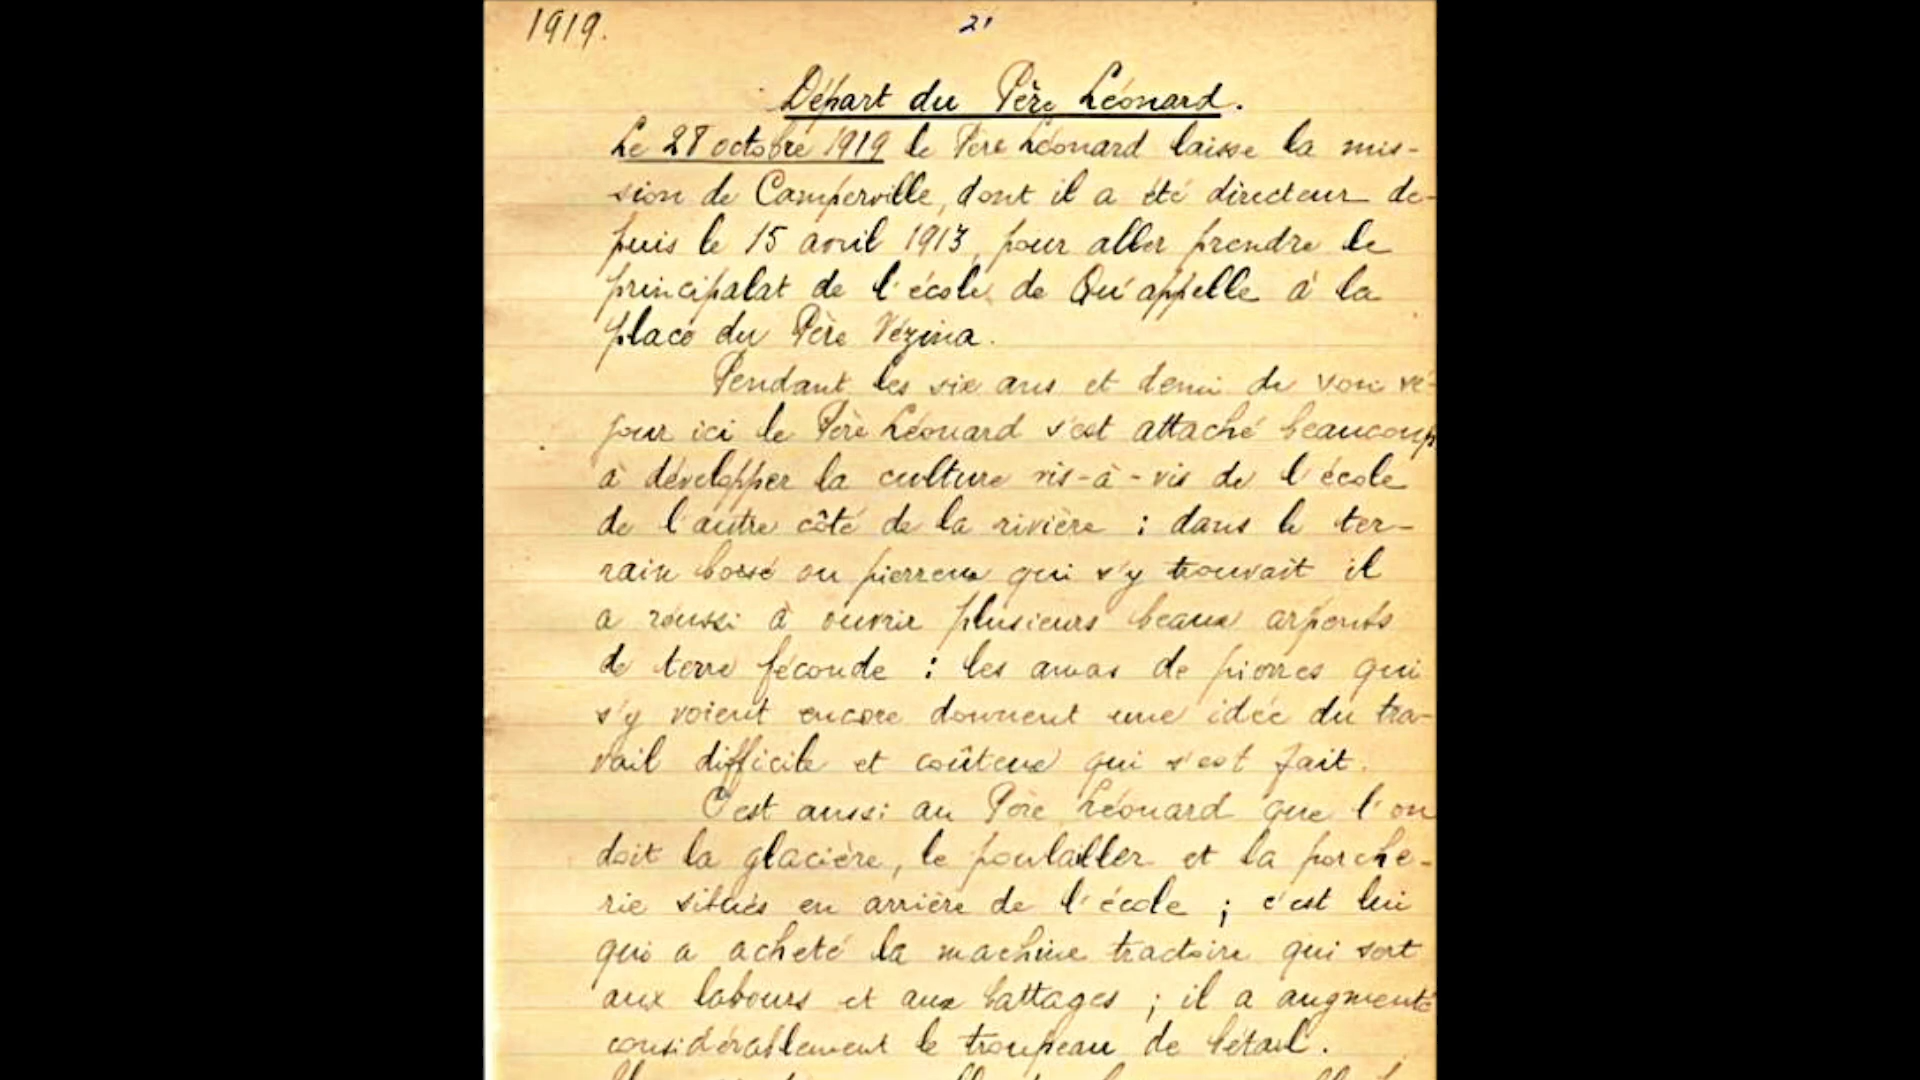 1919.
21
Départ du Père Léonard.
Le 28 octobre 1919 le Père Léonard laisse la mis-
sion de Camperville, dont il a été directeur de-
puis le 15 avril 1913, pour aller prendre le
principalat de l'école de Qu'appelle à la
place du Père Vézina.
Pendant les six ans et demi de son sé-
jour ici le Père Léonard s'est attaché beaucoup
à développer la culture vis-à-vis de l'école
de l'autre côté de la rivière : dans le ter-
rain boisé ou pierreux qui s'y trouvait il
a réussi à ouvrir plusieurs beaux arpents
de terre féconde : les amas de pierres qui
s'y voient encore donnent une idée du tra-
vail difficile et coûteux qui s'est fait.
C'est aussi au Père Léonard que l'on
doit la glacière, le poulailler et la porche-
rie situés en arrière de l'école ; c'est lui
qui a acheté la machine tractoire qui sert
aux labours et aux battages ; il a augmenté
considérablement le troupeau de bétail.